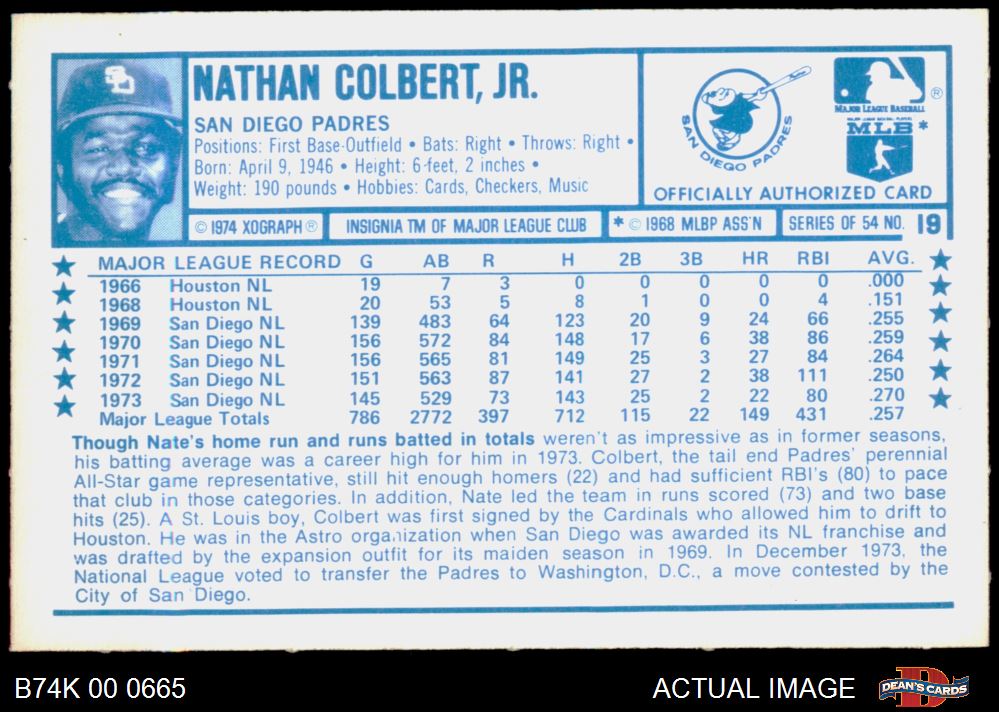 SD
NATHAN COLBERT, JR.
SAN DIEGO PADRES
Positions: First Base-Outfield • Bats: Right • Throws: Right •
Born: April 9, 1946 • Height: 6-feet, 2 inches •
Weight: 190 pounds • Hobbies: Cards, Checkers, Music
SAN DIEGO PADRES
MAJOR LEAGUE BASEBALL ®
MAJOR LEAGUE BASEBALL PLAYERS
MLB *
OFFICIALLY AUTHORIZED CARD
© 1974 XOGRAPH ® INSIGNIA TM OF MAJOR LEAGUE CLUB * © 1968 MLBP ASS'N SERIES OF 54 NO. 19
MAJOR LEAGUE RECORD G AB R H 2B 3B HR RBI AVG.
1966 Houston NL 19 7 3 0 0 0 0 0 .000
1968 Houston NL 20 53 5 8 1 0 0 4 .151
1969 San Diego NL 139 483 64 123 20 9 24 66 .255
1970 San Diego NL 156 572 84 148 17 6 38 86 .259
1971 San Diego NL 156 565 81 149 25 3 27 84 .264
1972 San Diego NL 151 563 87 141 27 2 38 111 .250
1973 San Diego NL 145 529 73 143 25 2 22 80 .270
Major League Totals 786 2772 397 712 115 22 149 431 .257
Though Nate's home run and runs batted in totals weren't as impressive as in former seasons,
his batting average was a career high for him in 1973. Colbert, the tail end Padres' perennial
All-Star game representative, still hit enough homers (22) and had sufficient RBI's (80) to pace
that club in those categories. In addition, Nate led the team in runs scored (73) and two base
hits (25). A St. Louis boy, Colbert was first signed by the Cardinals who allowed him to drift to
Houston. He was in the Astro organization when San Diego was awarded its NL franchise and
was drafted by the expansion outfit for its maiden season in 1969. In December 1973, the
National League voted to transfer the Padres to Washington, D.C., a move contested by the
City of San Diego.
B74K 00 0665 ACTUAL IMAGE DEAN'S CARDS